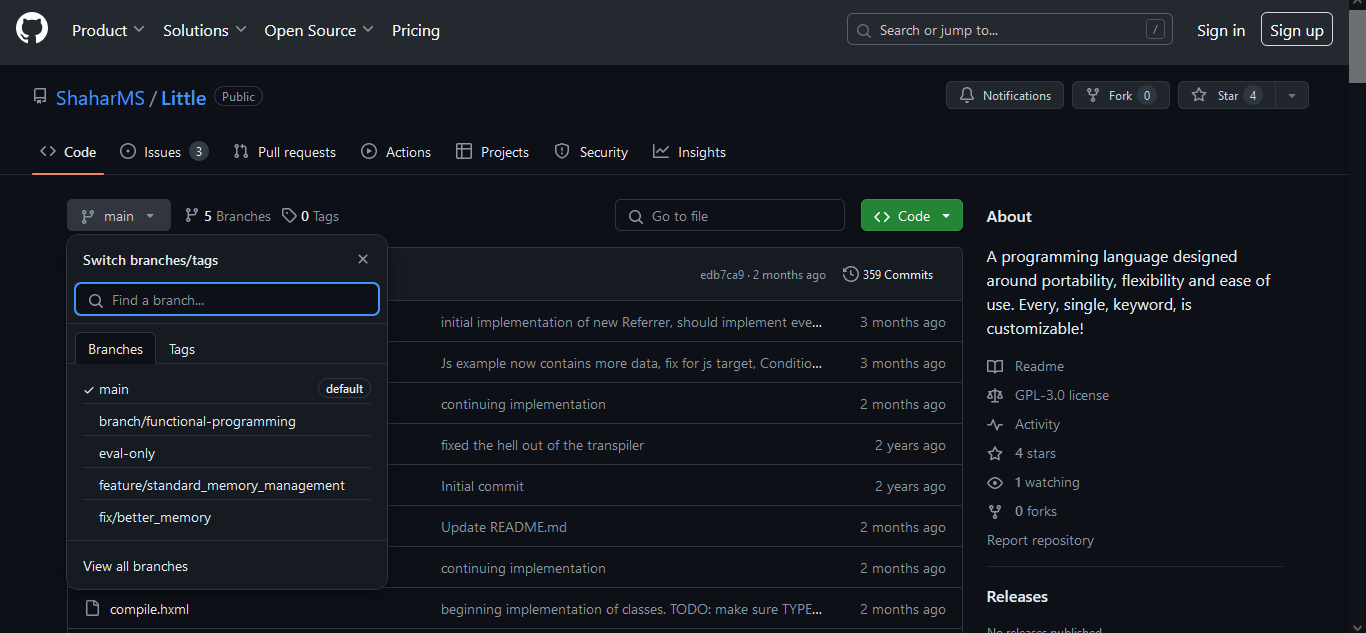 Product Solutions Open Source Pricing Search or jump to... / Sign in Sign up
ShaharMS / Little Public Notifications Fork 0 Star 4
Code Issues 3 Pull requests Actions Projects Security Insights
main 5 Branches 0 Tags Go to file Code
Switch branches/tags
Find a branch...
Branches Tags
main default
branch/functional-programming
eval-only
feature/standard_memory_management
fix/better_memory
View all branches
edb7ca9 · 2 months ago 359 Commits
initial implementation of new Referrer, should implement eve... 3 months ago
Js example now contains more data, fix for js target, Conditio... 3 months ago
continuing implementation 2 months ago
fixed the hell out of the transpiler 2 years ago
Initial commit 2 years ago
Update README.md 2 months ago
continuing implementation 2 months ago
compile.hxml beginning implementation of classes. TODO: make sure TYPE... 2 months ago
About
A programming language designed
around portability, flexibility and ease of
use. Every, single, keyword, is
customizable!
Readme
GPL-3.0 license
Activity
4 stars
1 watching
0 forks
Report repository
Releases
No releases published